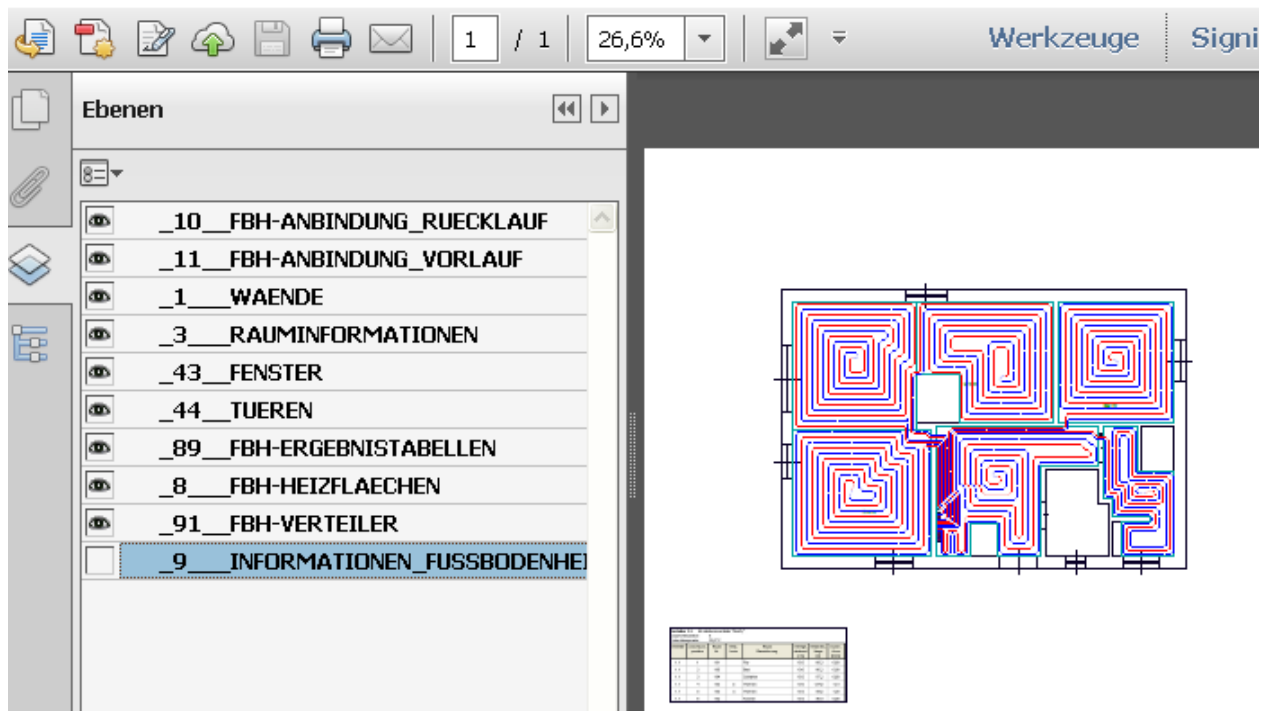 1 / 1 26,6% Werkzeuge Signi
Ebenen
_10__FBH-ANBINDUNG_RUECKLAUF
_11__FBH-ANBINDUNG_VORLAUF
_1___WAENDE
_3___RAUMINFORMATIONEN
_43__FENSTER
_44__TUEREN
_89__FBH-ERGEBNISTABELLEN
_8___FBH-HEIZFLAECHEN
_91__FBH-VERTEILER
_9___INFORMATIONEN_FUSSBODENHEI